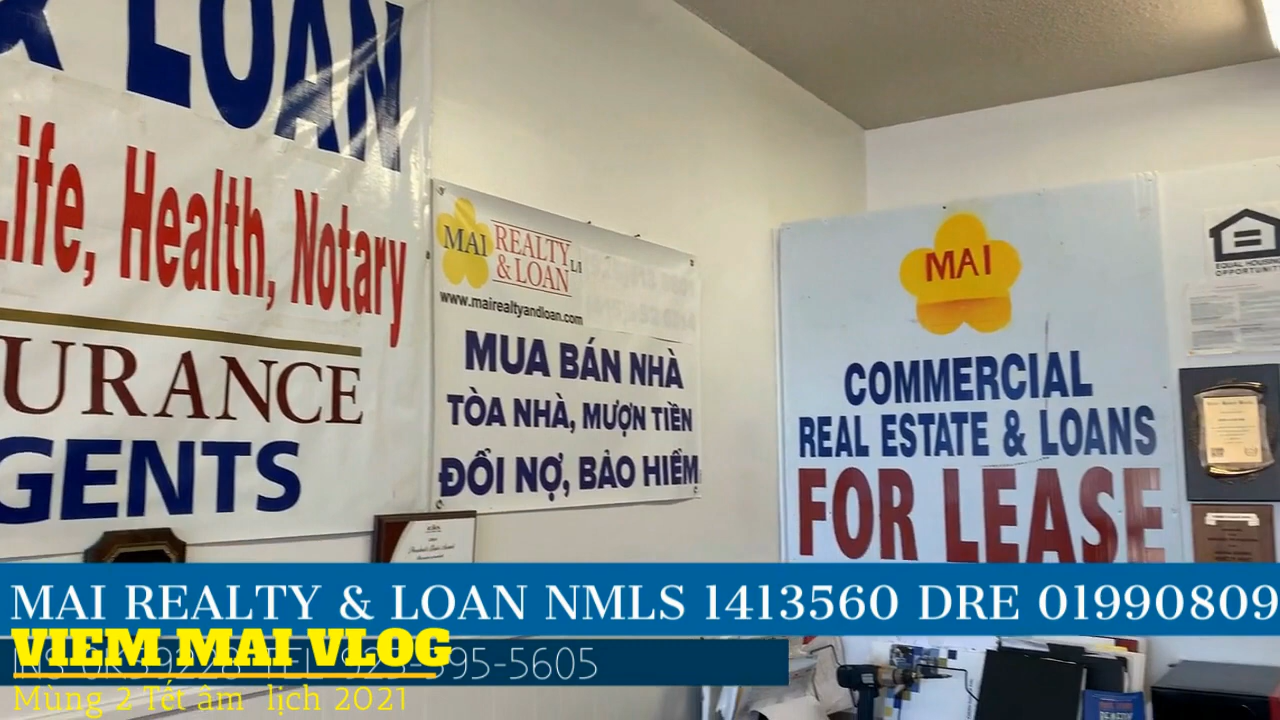 & LOAN
Life, Health, Notary
URANCE
GENTS
MAI REALTY
& LOAN
www.mairealtyandloan.com
MUA BÁN NHÀ
TÒA NHÀ, MƯỢN TIỀN
ĐỔI NỢ, BẢO HIỂM
MAI
COMMERCIAL
REAL ESTATE & LOANS
FOR LEASE
EQUAL HOUSING
OPPORTUNITY
MAI REALTY & LOAN NMLS 1413560 DRE 01990809
VIEM MAI VLOG
95-5605
Mùng 2 Tết âm lịch 2021